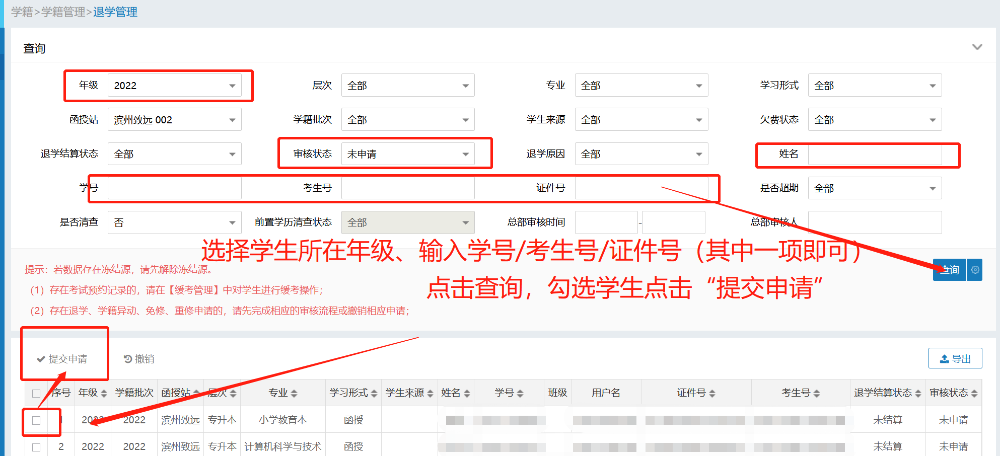 学籍>学籍管理>退学管理
查询
年级 2022 层次 全部 专业 全部 学习形式 全部
函授站 滨州致远 002 学籍批次 全部 学生来源 全部 欠费状态 全部
退学结算状态 全部 审核状态 未申请 退学原因 全部 姓名
学号 考生号 证件号 是否超期 全部
是否清查 否 前置学历清查状态 全部 总部审核时间 - 总部审核人
选择学生所在年级、输入学号/考生号/证件号（其中一项即可）
提示：若数据存在冻结源，请先解除冻结源。
查询
点击查询，勾选学生点击“提交申请”
（1）存在考试预约记录的，请在【缓考管理】中对学生进行缓考操作；
（2）存在退学、学籍异动、免修、重修申请的，请先完成相应的审核流程或撤销相应申请；
提交申请 撤销 导出
序号 年级 学籍批次 函授站 层次 专业 学习形式 学生来源 姓名 学号 班级 用户名 证件号 考生号 退学结算状态 审核状态
1 2022 2022 滨州致远 专升本 小学教育本 函授 未结算 未申请
2 2022 2022 滨州致远 专升本 计算机科学与技术 函授 未结算 未申请